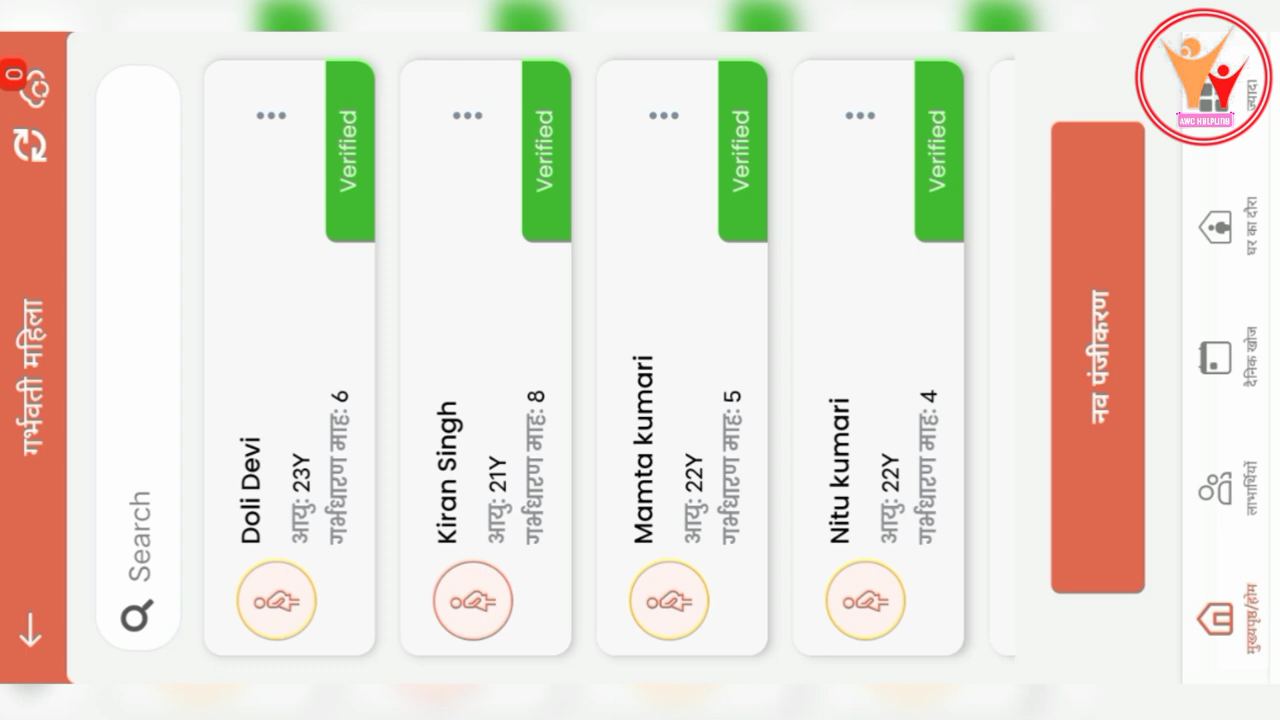 गर्भवती महिला
0
Search
Doli Devi
आयु: 23Y
गर्भधारण माह: 6
Verified
Kiran Singh
आयु: 21Y
गर्भधारण माह: 8
Verified
Mamta kumari
आयु: 22Y
गर्भधारण माह: 5
Verified
Nitu kumari
आयु: 22Y
गर्भधारण माह: 4
Verified
नव पंजीकरण
मुख्यपृष्ठ/होम
लाभार्थियों
दैनिक खोज
घर का दौरा
ज़्यादा
AWC HELPLINE